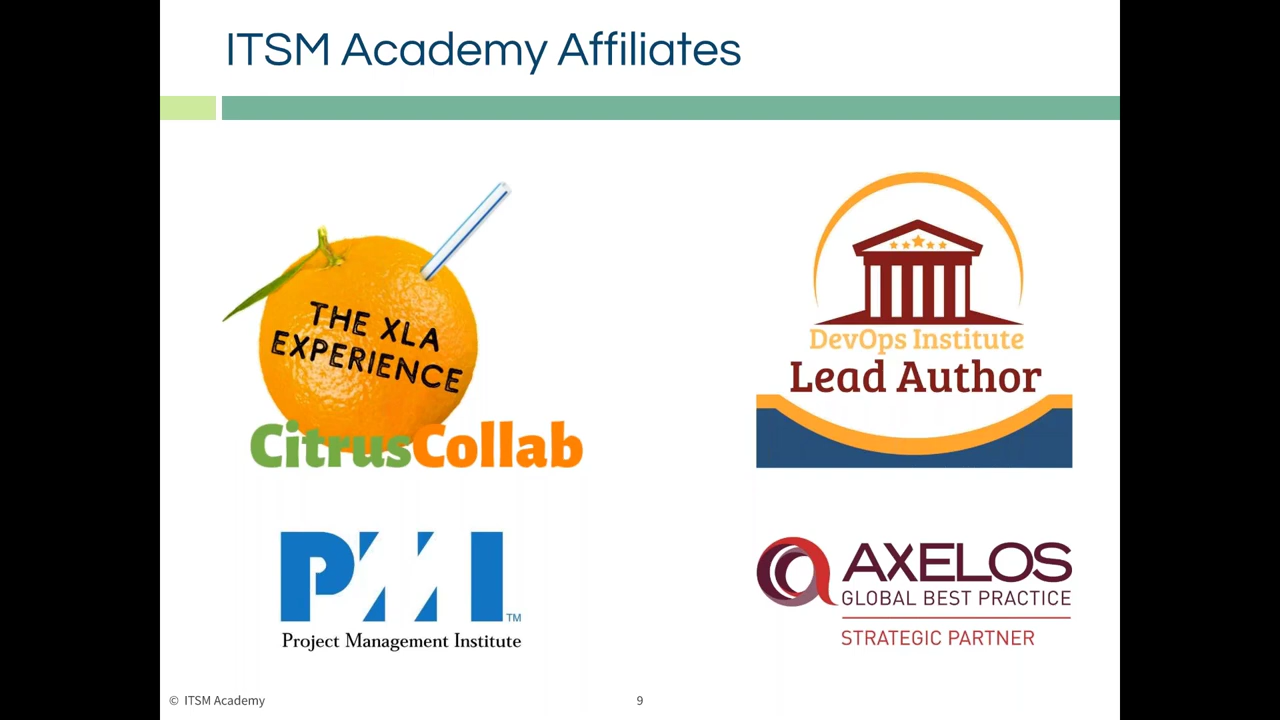 ITSM Academy Affiliates
THE XLA
EXPERIENCE
CitrusCollab
DevOps Institute
Lead Author
PMI™
Project Management Institute
AXELOS
GLOBAL BEST PRACTICE
STRATEGIC PARTNER
© ITSM Academy
9